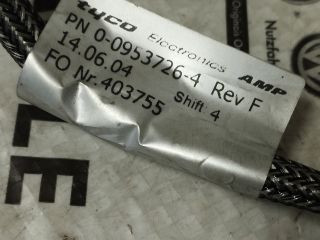 tyco Electronics AMP
PN 0-0953726-4 Rev F
14.06.04 Shift: 4
FO Nr. 403755